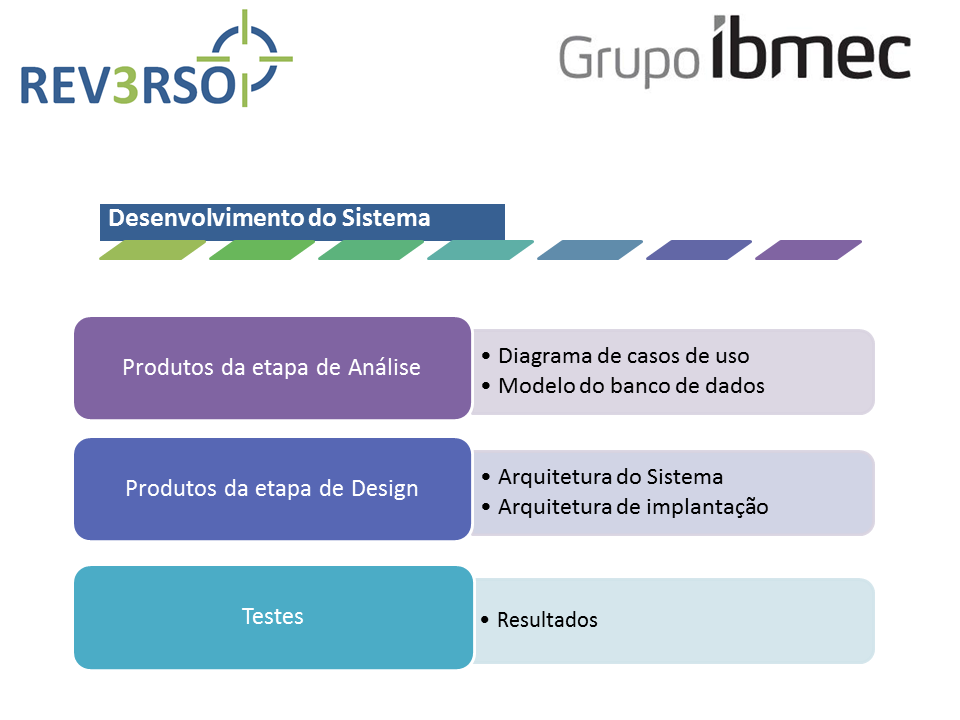 REV3RSO
Grupo ibmec
Desenvolvimento do Sistema
Produtos da etapa de Análise
• Diagrama de casos de uso
• Modelo do banco de dados
Produtos da etapa de Design
• Arquitetura do Sistema
• Arquitetura de implantação
Testes
• Resultados